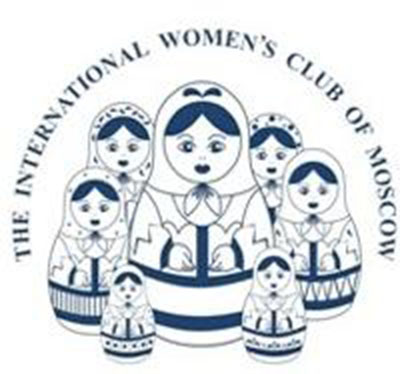 THE INTERNATIONAL WOMEN'S CLUB OF MOSCOW